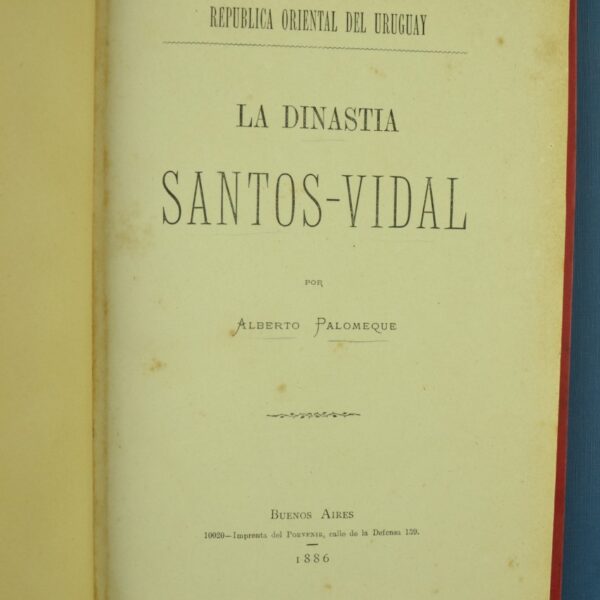 REPUBLICA ORIENTAL DEL URUGUAY
LA DINASTIA
SANTOS-VIDAL
POR
ALBERTO PALOMEQUE
BUENOS AIRES
10020—Imprenta del PORVENIR, calle de la Defensa 139.
1886